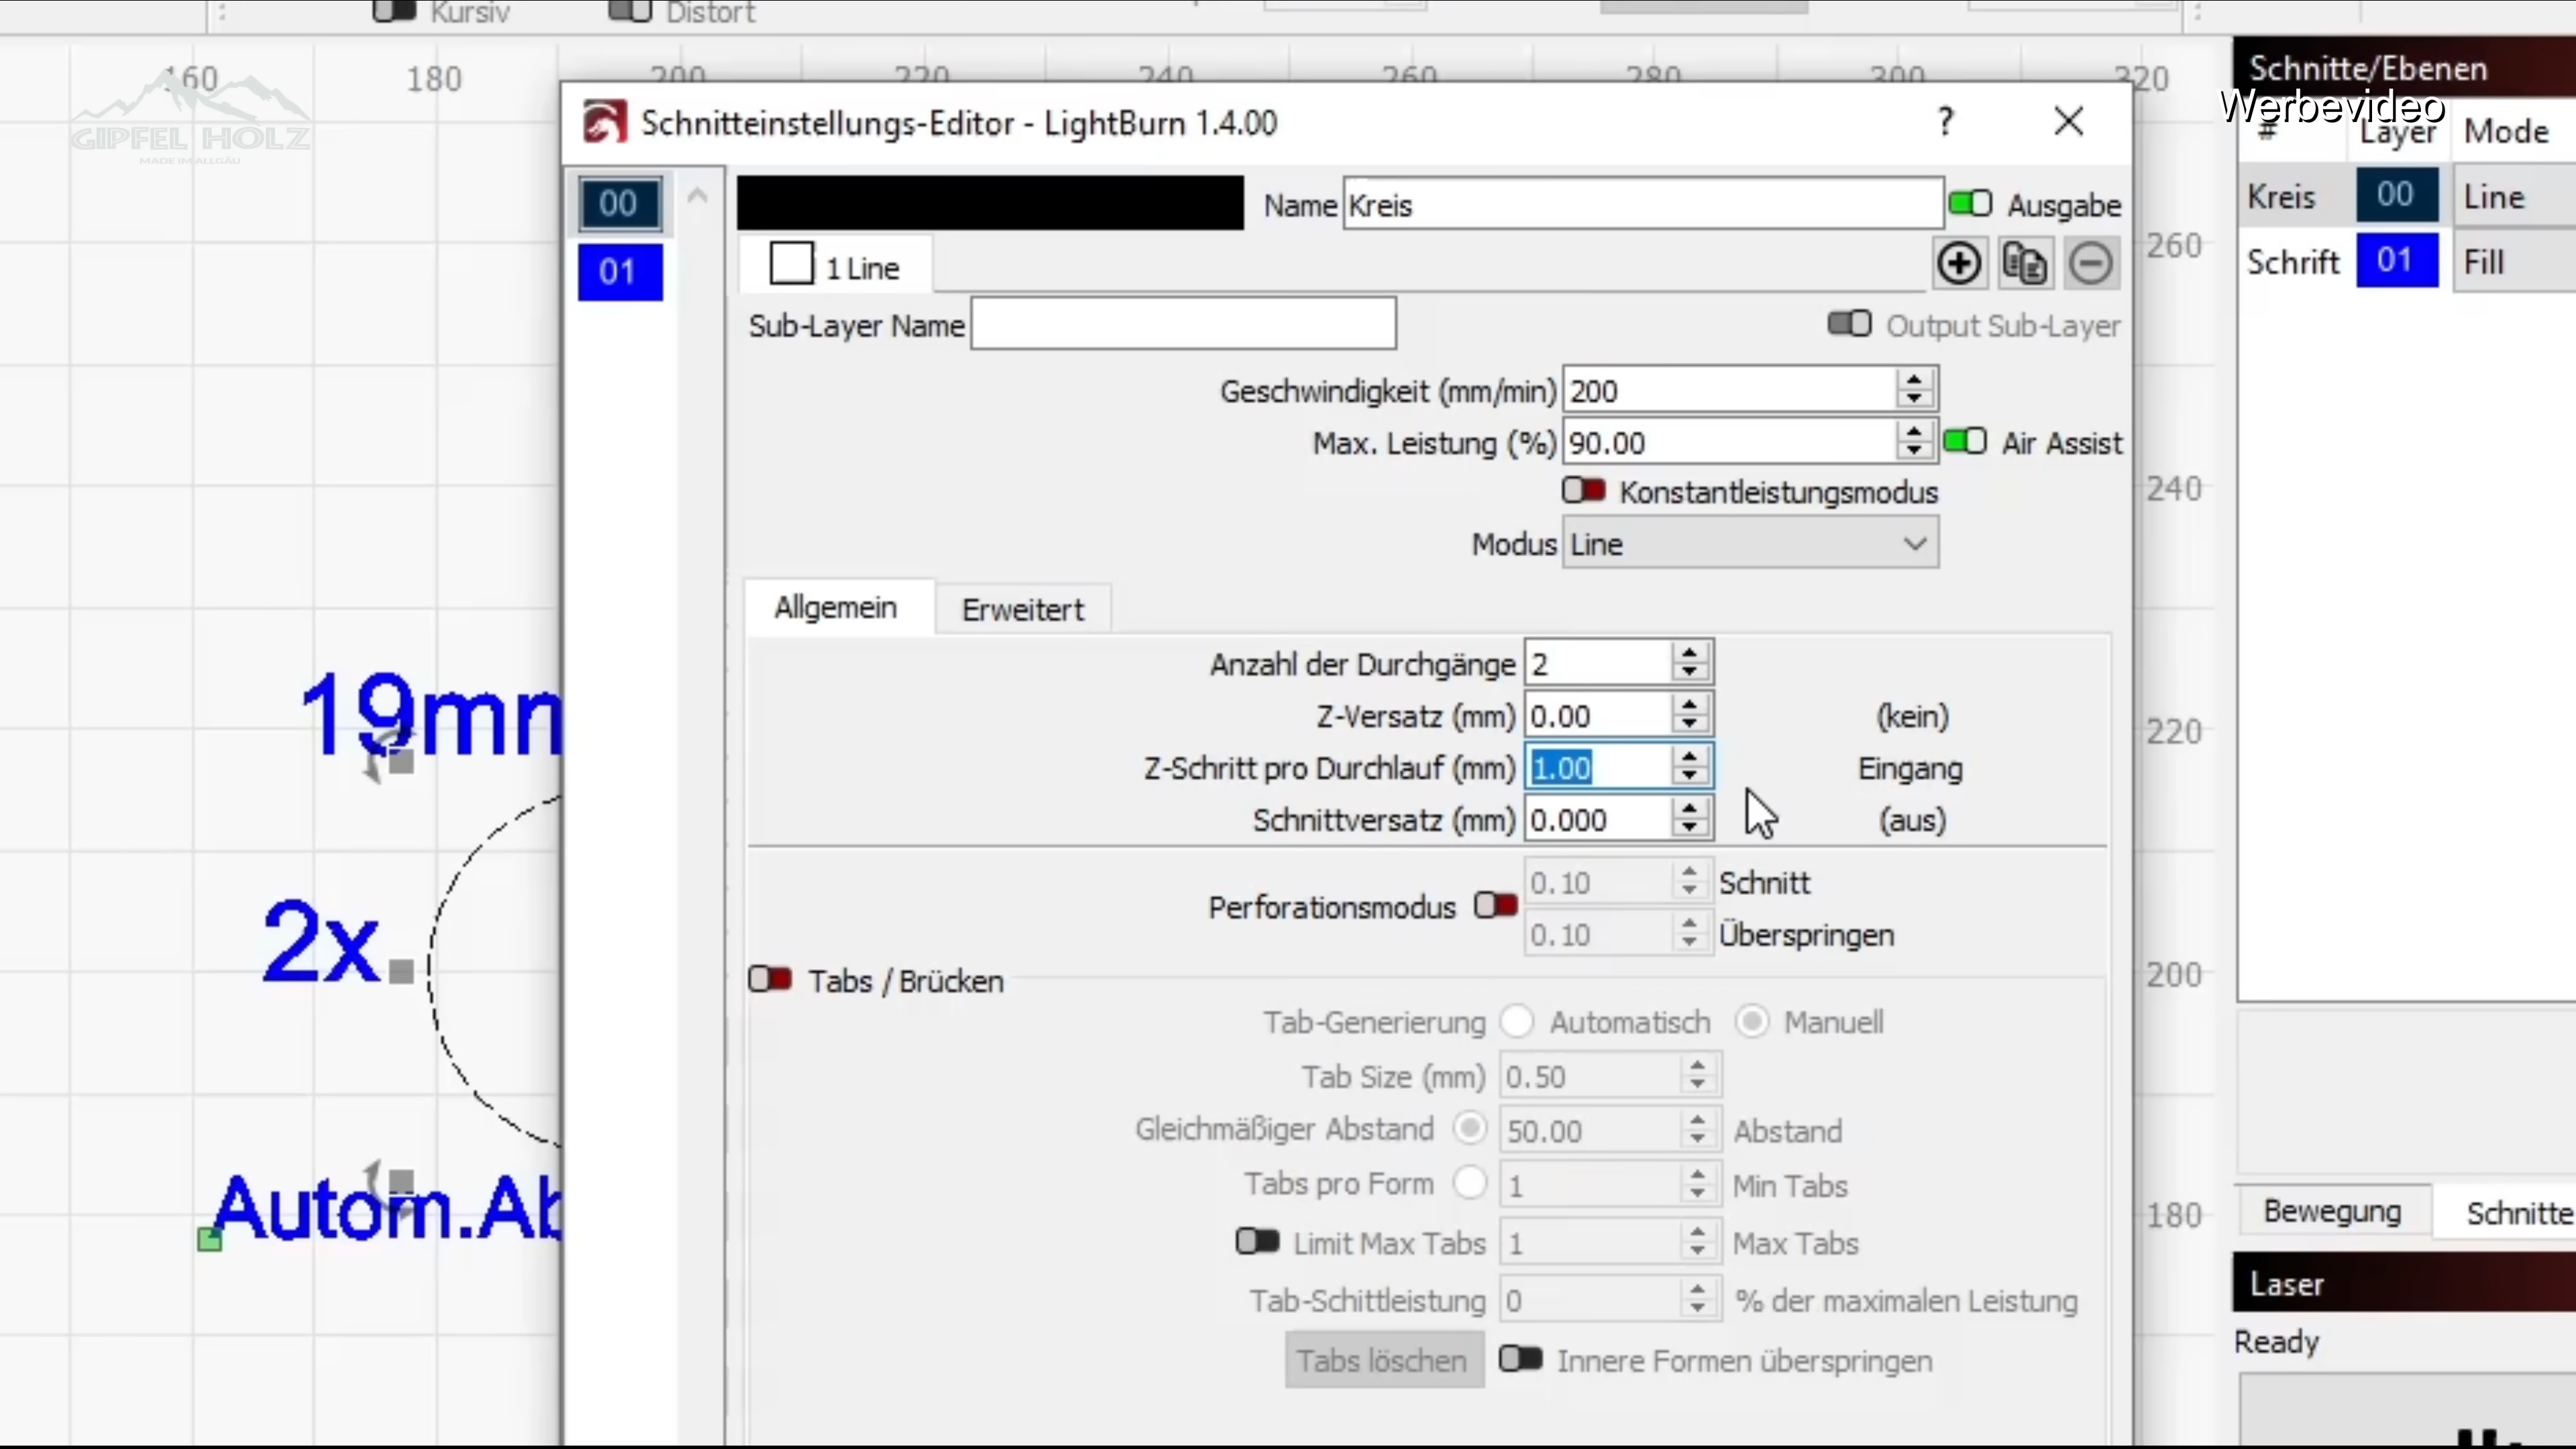 Kursiv
Distort
160 180 200 220 240 260 280 300 320
GIPFEL HOLZ
MADE IM ALLGÄU
Werbevideo
Schnitteinstellungs-Editor - LightBurn 1.4.00
?
00
01
Name Kreis Ausgabe
1 Line
Sub-Layer Name Output Sub-Layer
Geschwindigkeit (mm/min) 200
Max. Leistung (%) 90.00 Air Assist
Konstantleistungsmodus
Modus Line
Allgemein Erweitert
Anzahl der Durchgänge 2
Z-Versatz (mm) 0.00 (kein)
Z-Schritt pro Durchlauf (mm) 1.00 Eingang
Schnittversatz (mm) 0.000 (aus)
0.10 Schnitt
Perforationsmodus
0.10 Überspringen
Tabs / Brücken
Tab-Generierung Automatisch Manuell
Tab Size (mm) 0.50
Gleichmäßiger Abstand 50.00 Abstand
Tabs pro Form 1 Min Tabs
Limit Max Tabs 1 Max Tabs
Tab-Schittleistung 0 % der maximalen Leistung
Tabs löschen Innere Formen überspringen
19mm
2x
Autom.Ab
260
240
220
200
180
Schnitte/Ebenen
# Layer Mode
Kreis 00 Line
Schrift 01 Fill
Bewegung Schnitte
Laser
Ready